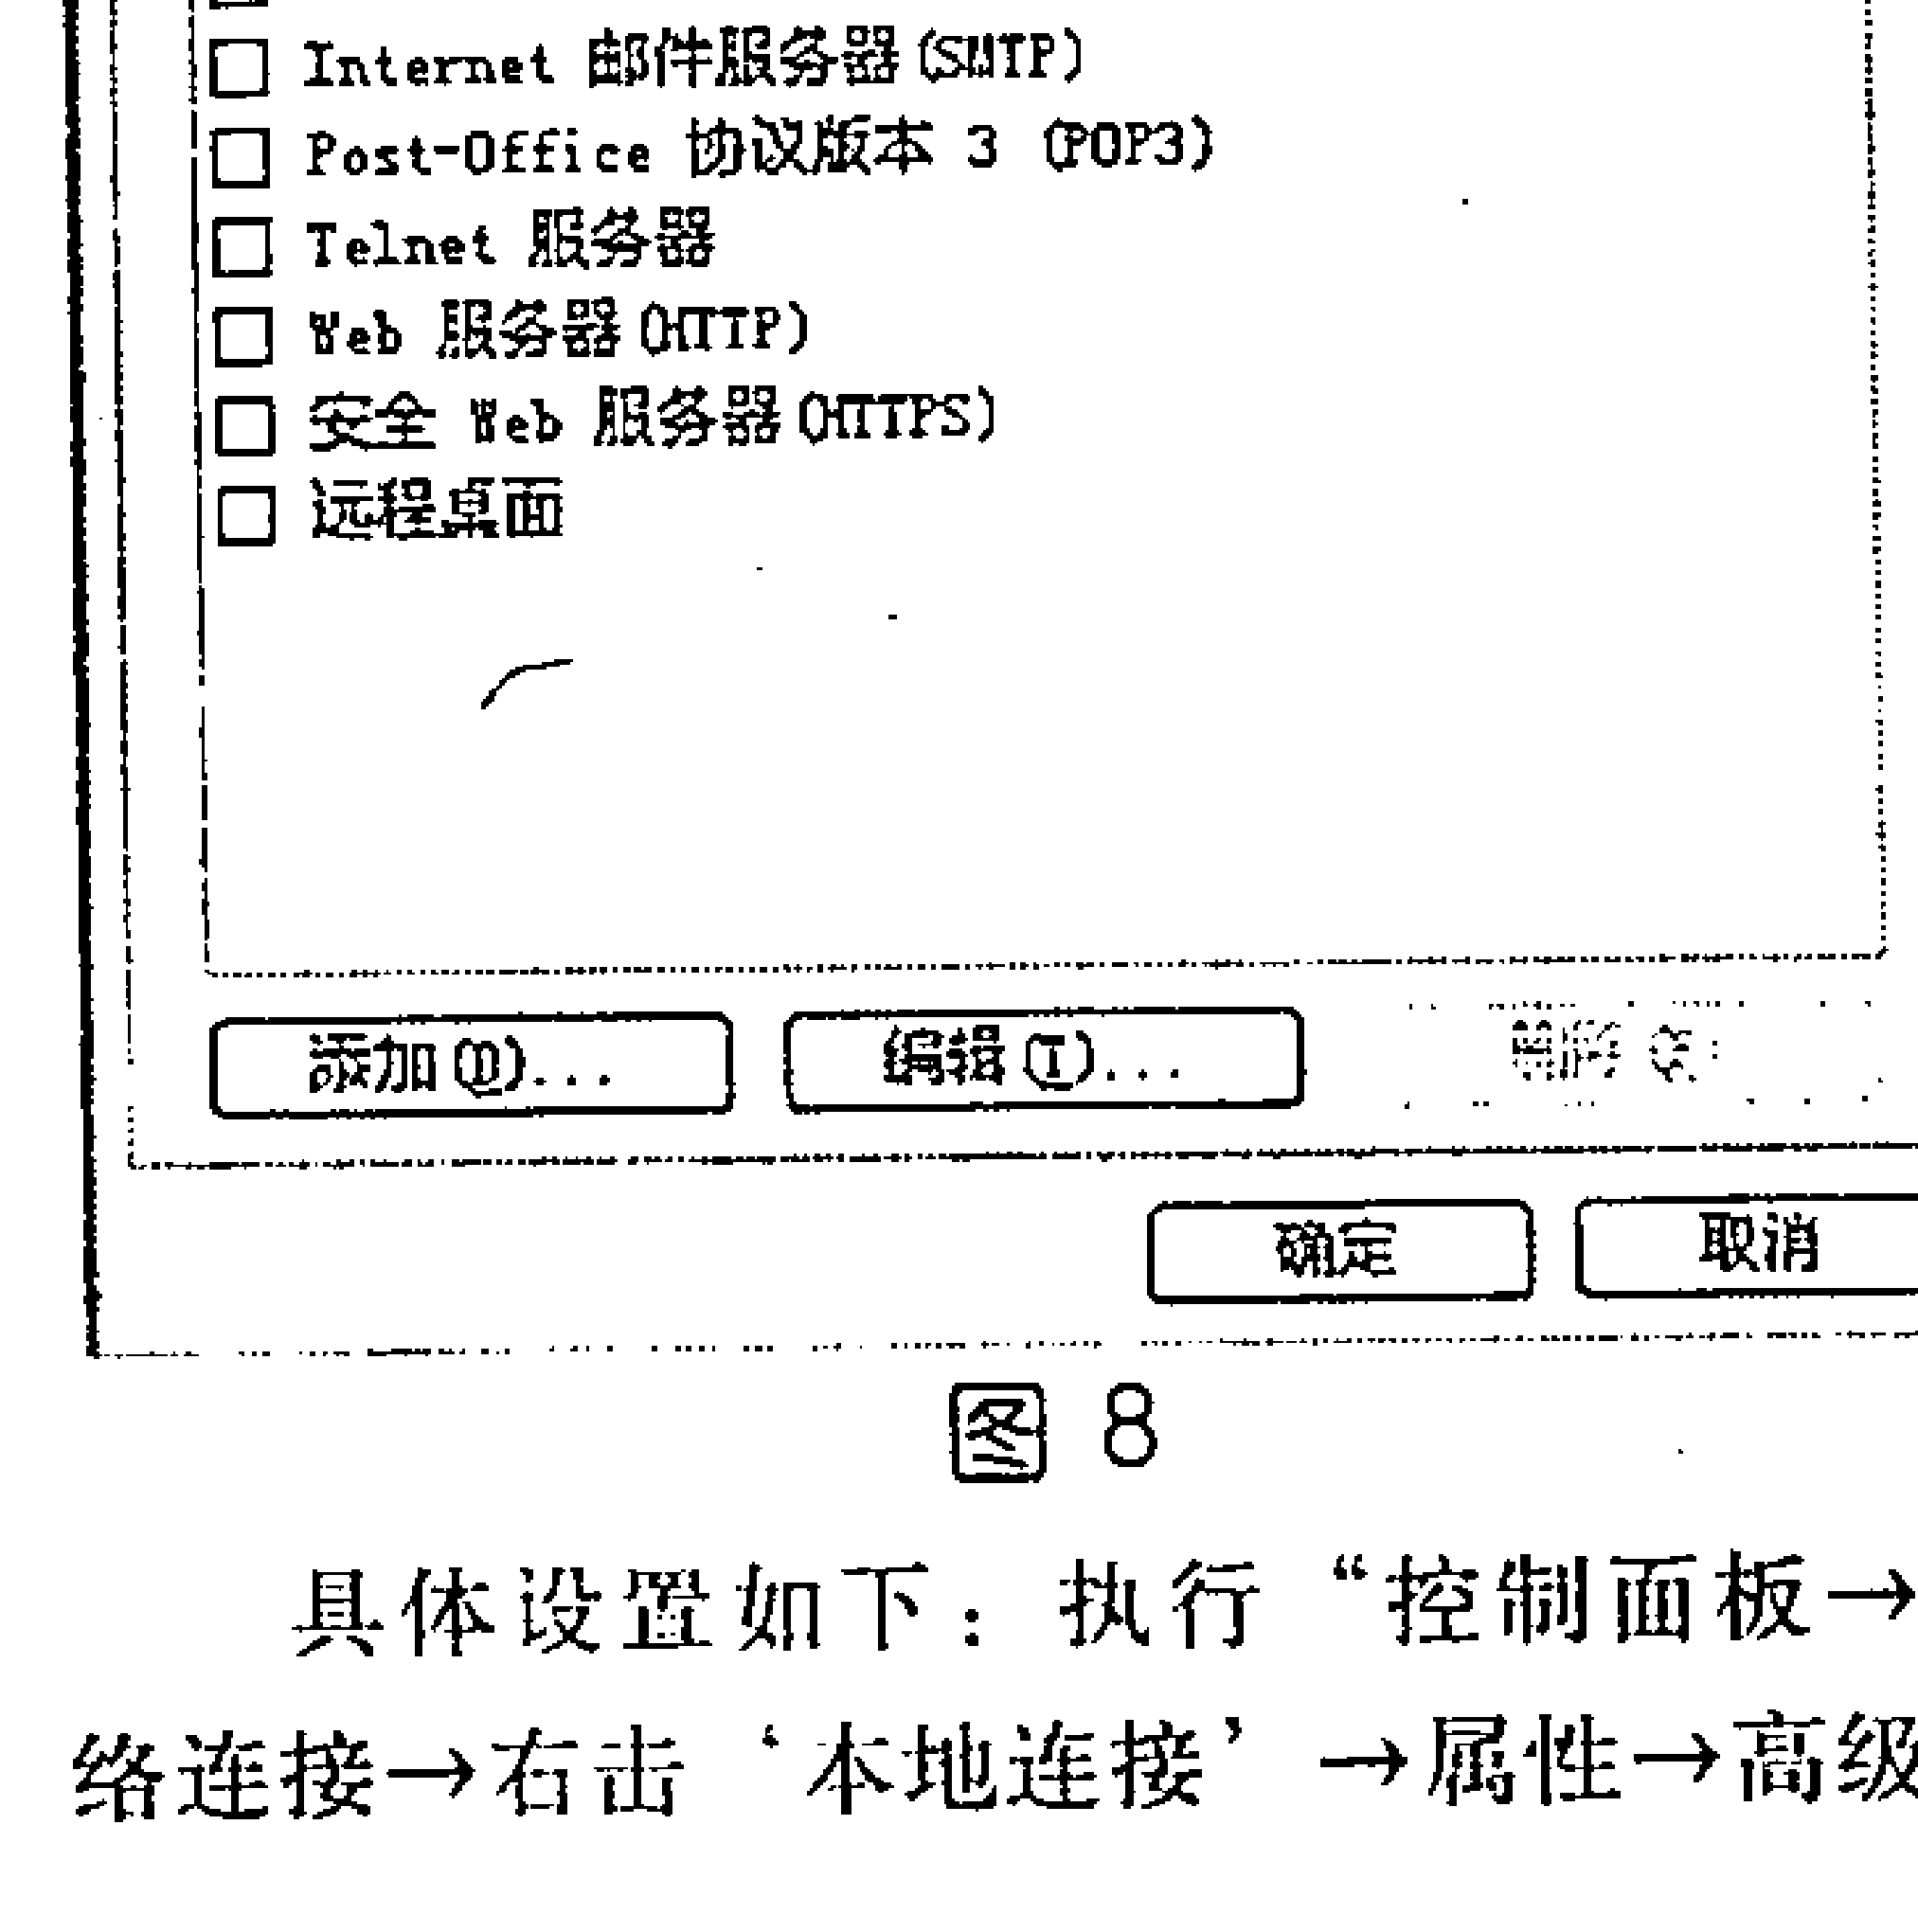 Internet 邮件服务器(SMTP)
Post-Office 协议版本 3 (POP3)
Telnet 服务器
Web 服务器(HTTP)
安全 Web 服务器(HTTPS)
远程桌面
添加(D)... 编辑(T)... 删除
确定 取消
图 8
具体设置如下：执行“控制面板→
络连接→右击‘本地连接’→属性→高级